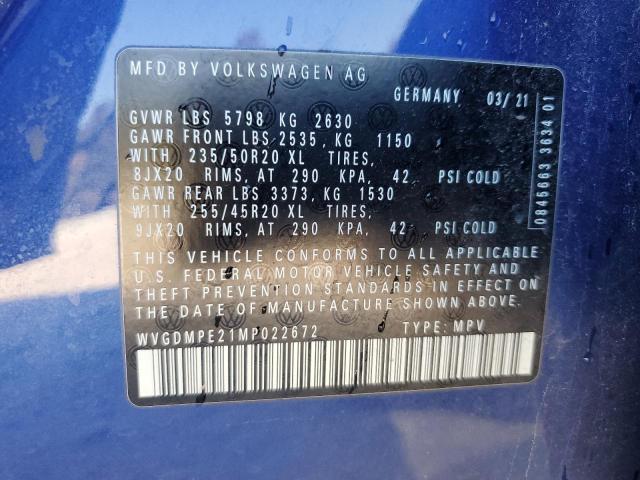 MFD BY VOLKSWAGEN AG
GERMANY 03/21
GVWR LBS 5798 KG 2630
GAWR FRONT LBS 2535, KG 1150
WITH 235/50R20 XL TIRES,
8JX20 RIMS, AT 290 KPA, 42 PSI COLD
GAWR REAR LBS 3373, KG 1530
WITH 255/45R20 XL TIRES,
9JX20 RIMS, AT 290 KPA, 42 PSI COLD
THIS VEHICLE CONFORMS TO ALL APPLICABLE
U.S. FEDERAL MOTOR VEHICLE SAFETY AND
THEFT PREVENTION STANDARDS IN EFFECT ON
THE DATE OF MANUFACTURE SHOWN ABOVE.
WVGDMPE21MP022672 TYPE: MPV
0845663 3634 01